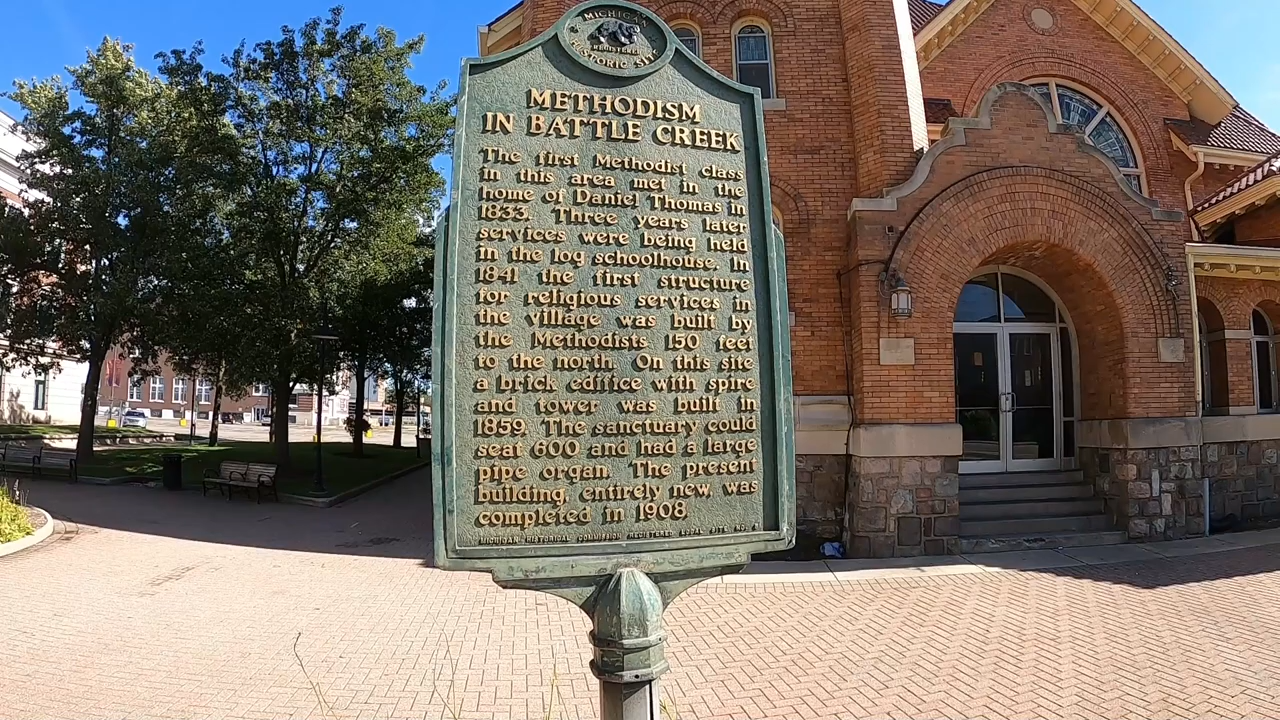 MICHIGAN
REGISTERED
HISTORIC SITE
METHODISM
IN BATTLE CREEK
The first Methodist class
in this area met in the
home of Daniel Thomas in
1833. Three years later
services were being held
in the log schoolhouse. In
1841 the first structure
for religious services in
the village was built by
the Methodists 150 feet
to the north. On this site
a brick edifice with spire
and tower was built in
1859. The sanctuary could
seat 600 and had a large
pipe organ. The present
building, entirely new, was
completed in 1908.
MICHIGAN HISTORICAL COMMISSION REGISTERED LOCAL SITE NO.